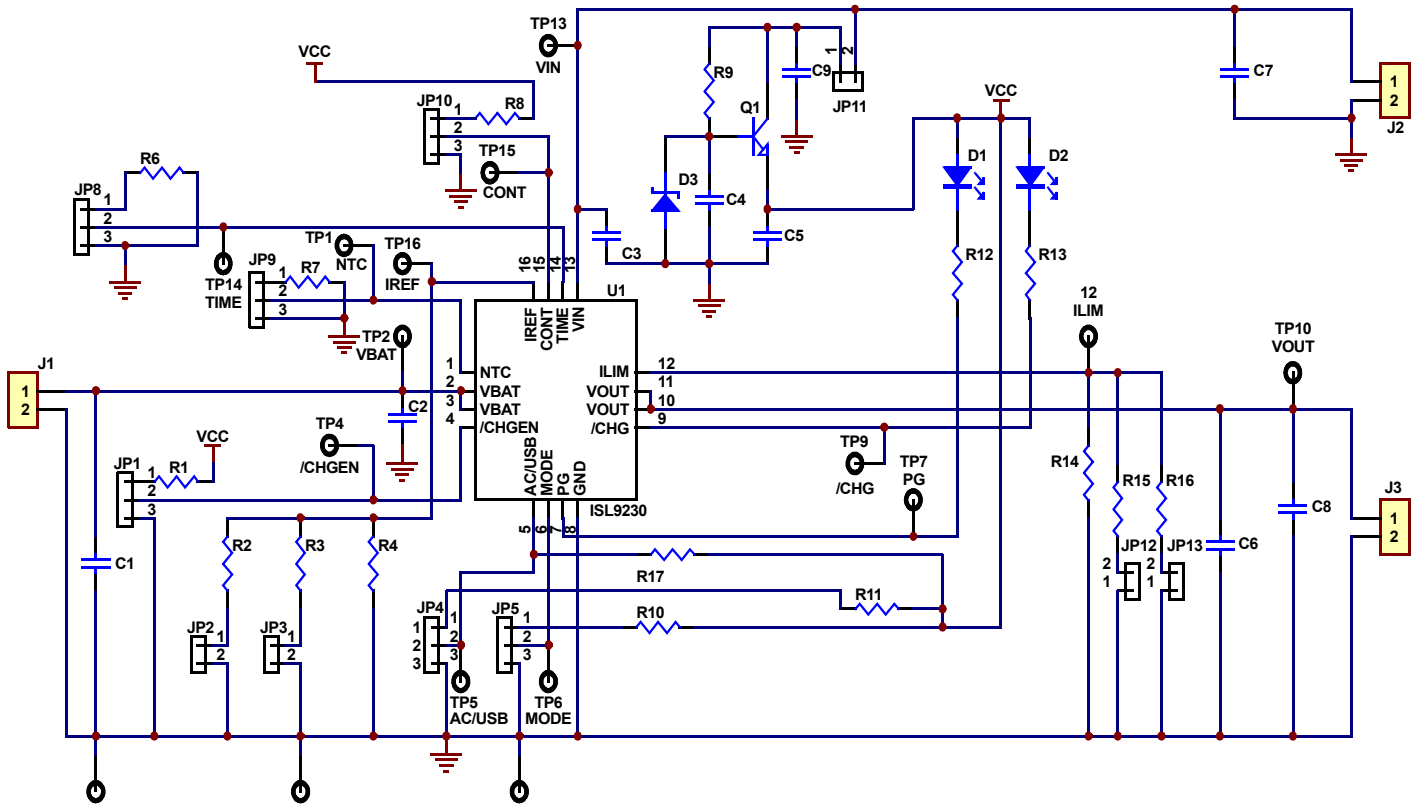 TP13
VIN
VCC
JP10
1
2
3
R8
TP15
CONT
R9
Q1
C9
1
2
JP11
C7
1
2
J2
VCC
D1
D2
R6
JP8
1
2
3
D3
C4
C5
C3
TP14
TIME
TP1
NTC
JP9
1
2
3
R7
TP16
IREF
16
15
14
13
R12
R13
U1
IREF
CONT
TIME
VIN
TP2
VBAT
12
ILIM
TP10
VOUT
J1
1
2
1
NTC
2
VBAT
3
VBAT
4
/CHGEN
ILIM
12
VOUT
11
VOUT
10
/CHG
9
C2
TP4
/CHGEN
VCC
JP1
1
2
3
R1
AC/USB
MODE
PG
GND
ISL9230
5
6
7
8
TP9
/CHG
TP7
PG
R14
R15
R16
C8
J3
1
2
C1
R2
R3
R4
C6
JP12
2
1
JP13
2
1
R17
R11
R10
JP2
1
2
JP3
1
2
JP4
1
2
3
1
2
3
JP5
1
2
3
TP5
AC/USB
TP6
MODE